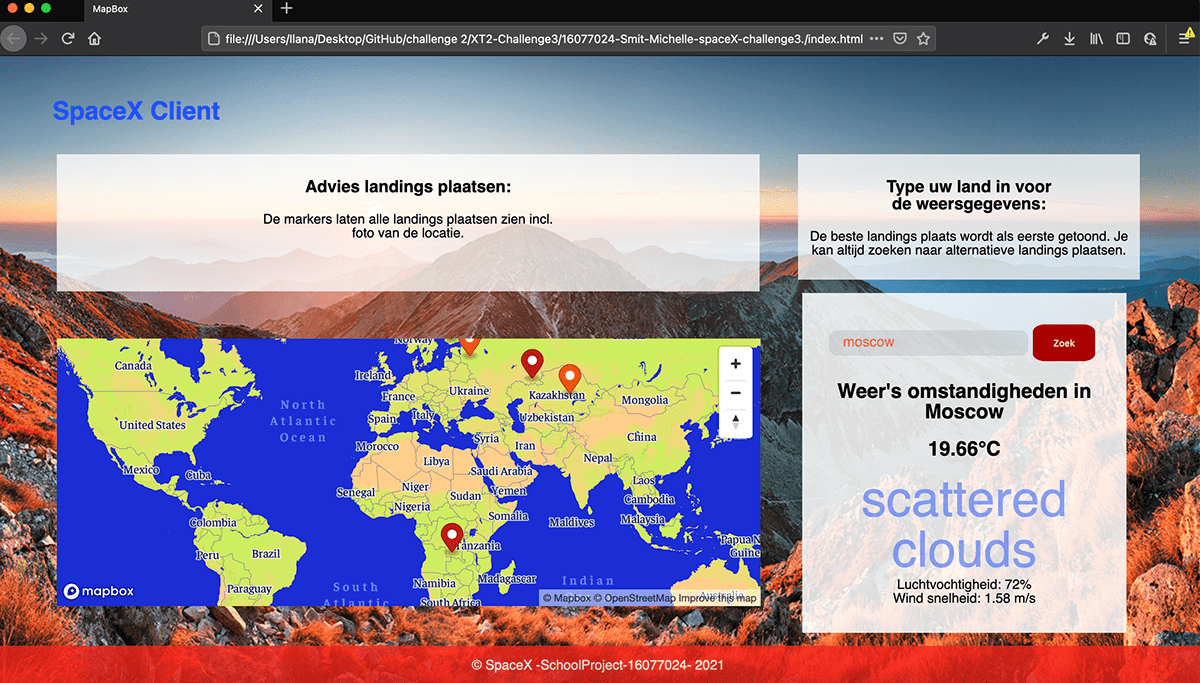 MapBox
file:///Users/Ilana/Desktop/GitHub/challenge 2/XT2-Challenge3/16077024-Smit-Michelle-spaceX-challenge3./index.html
SpaceX Client
Advies landings plaatsen:
De markers laten alle landings plaatsen zien incl.
foto van de locatie.
Type uw land in voor
de weersgegevens:
De beste landings plaats wordt als eerste getoond. Je
kan altijd zoeken naar alternatieve landings plaatsen.
moscow
Zoek
Weer's omstandigheden in
Moscow
19.66°C
scattered
clouds
Luchtvochtigheid: 72%
Wind snelheid: 1.58 m/s
Norway
Canada
Ireland
Ukraine
France
Kazakhstan
Mongolia
North
Atlantic
Ocean
United States
Spain
Italy
Uzbekistan
Syria
Iran
China
Morocco
Libya
Nepal
Mexico
Cuba
Saudi Arabia
Niger
Sudan
Yemen
Laos
Senegal
Nigeria
Cambodia
Somalia
Maldives
Malaysia
Colombia
Tanzania
Papua N
Guine
Peru
Brazil
Namibia
Madagascar
Indian
Paraguay
South
Atlantic
South Africa
Australia
mapbox
© Mapbox © OpenStreetMap Improve this map
© SpaceX -SchoolProject-16077024- 2021